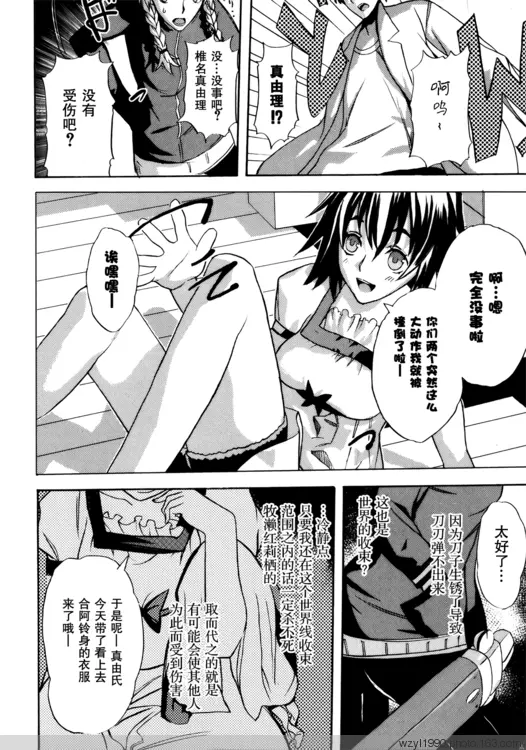 啊呜～
真由理!?
没…没事吧?
椎名真由理
没有
受伤吧?
啊…嗯
完全没事啦
你们两个突然这么
大动作我就被
撞倒了啦—
诶嘿嘿—
太好了…
因为刀子生锈了导致
刀刃弹不出来
这也是
世界的收束?
…冷静点
只要我还在这个世界线收束
范围之内的话…一定杀不死
牧濑红莉栖的
取而代之的就是
有可能会使其他人
为此而受到伤害
于是呢—真由氏
今天带了看上去
合阿铃身的衣服
来了哦—